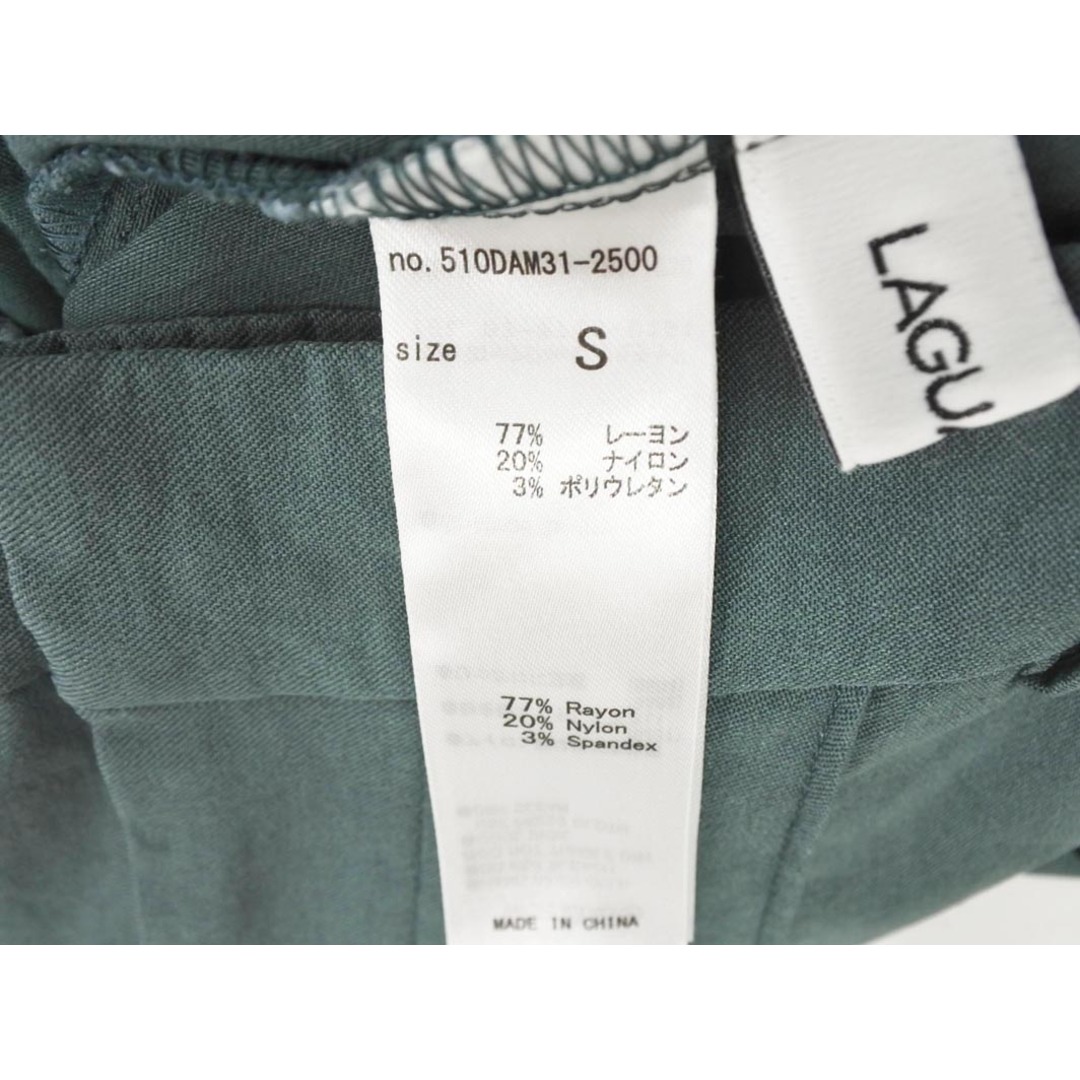 no. 510DAM31-2500
size S
77% レーヨン
20% ナイロン
3% ポリウレタン
77% Rayon
20% Nylon
3% Spandex
MADE IN CHINA